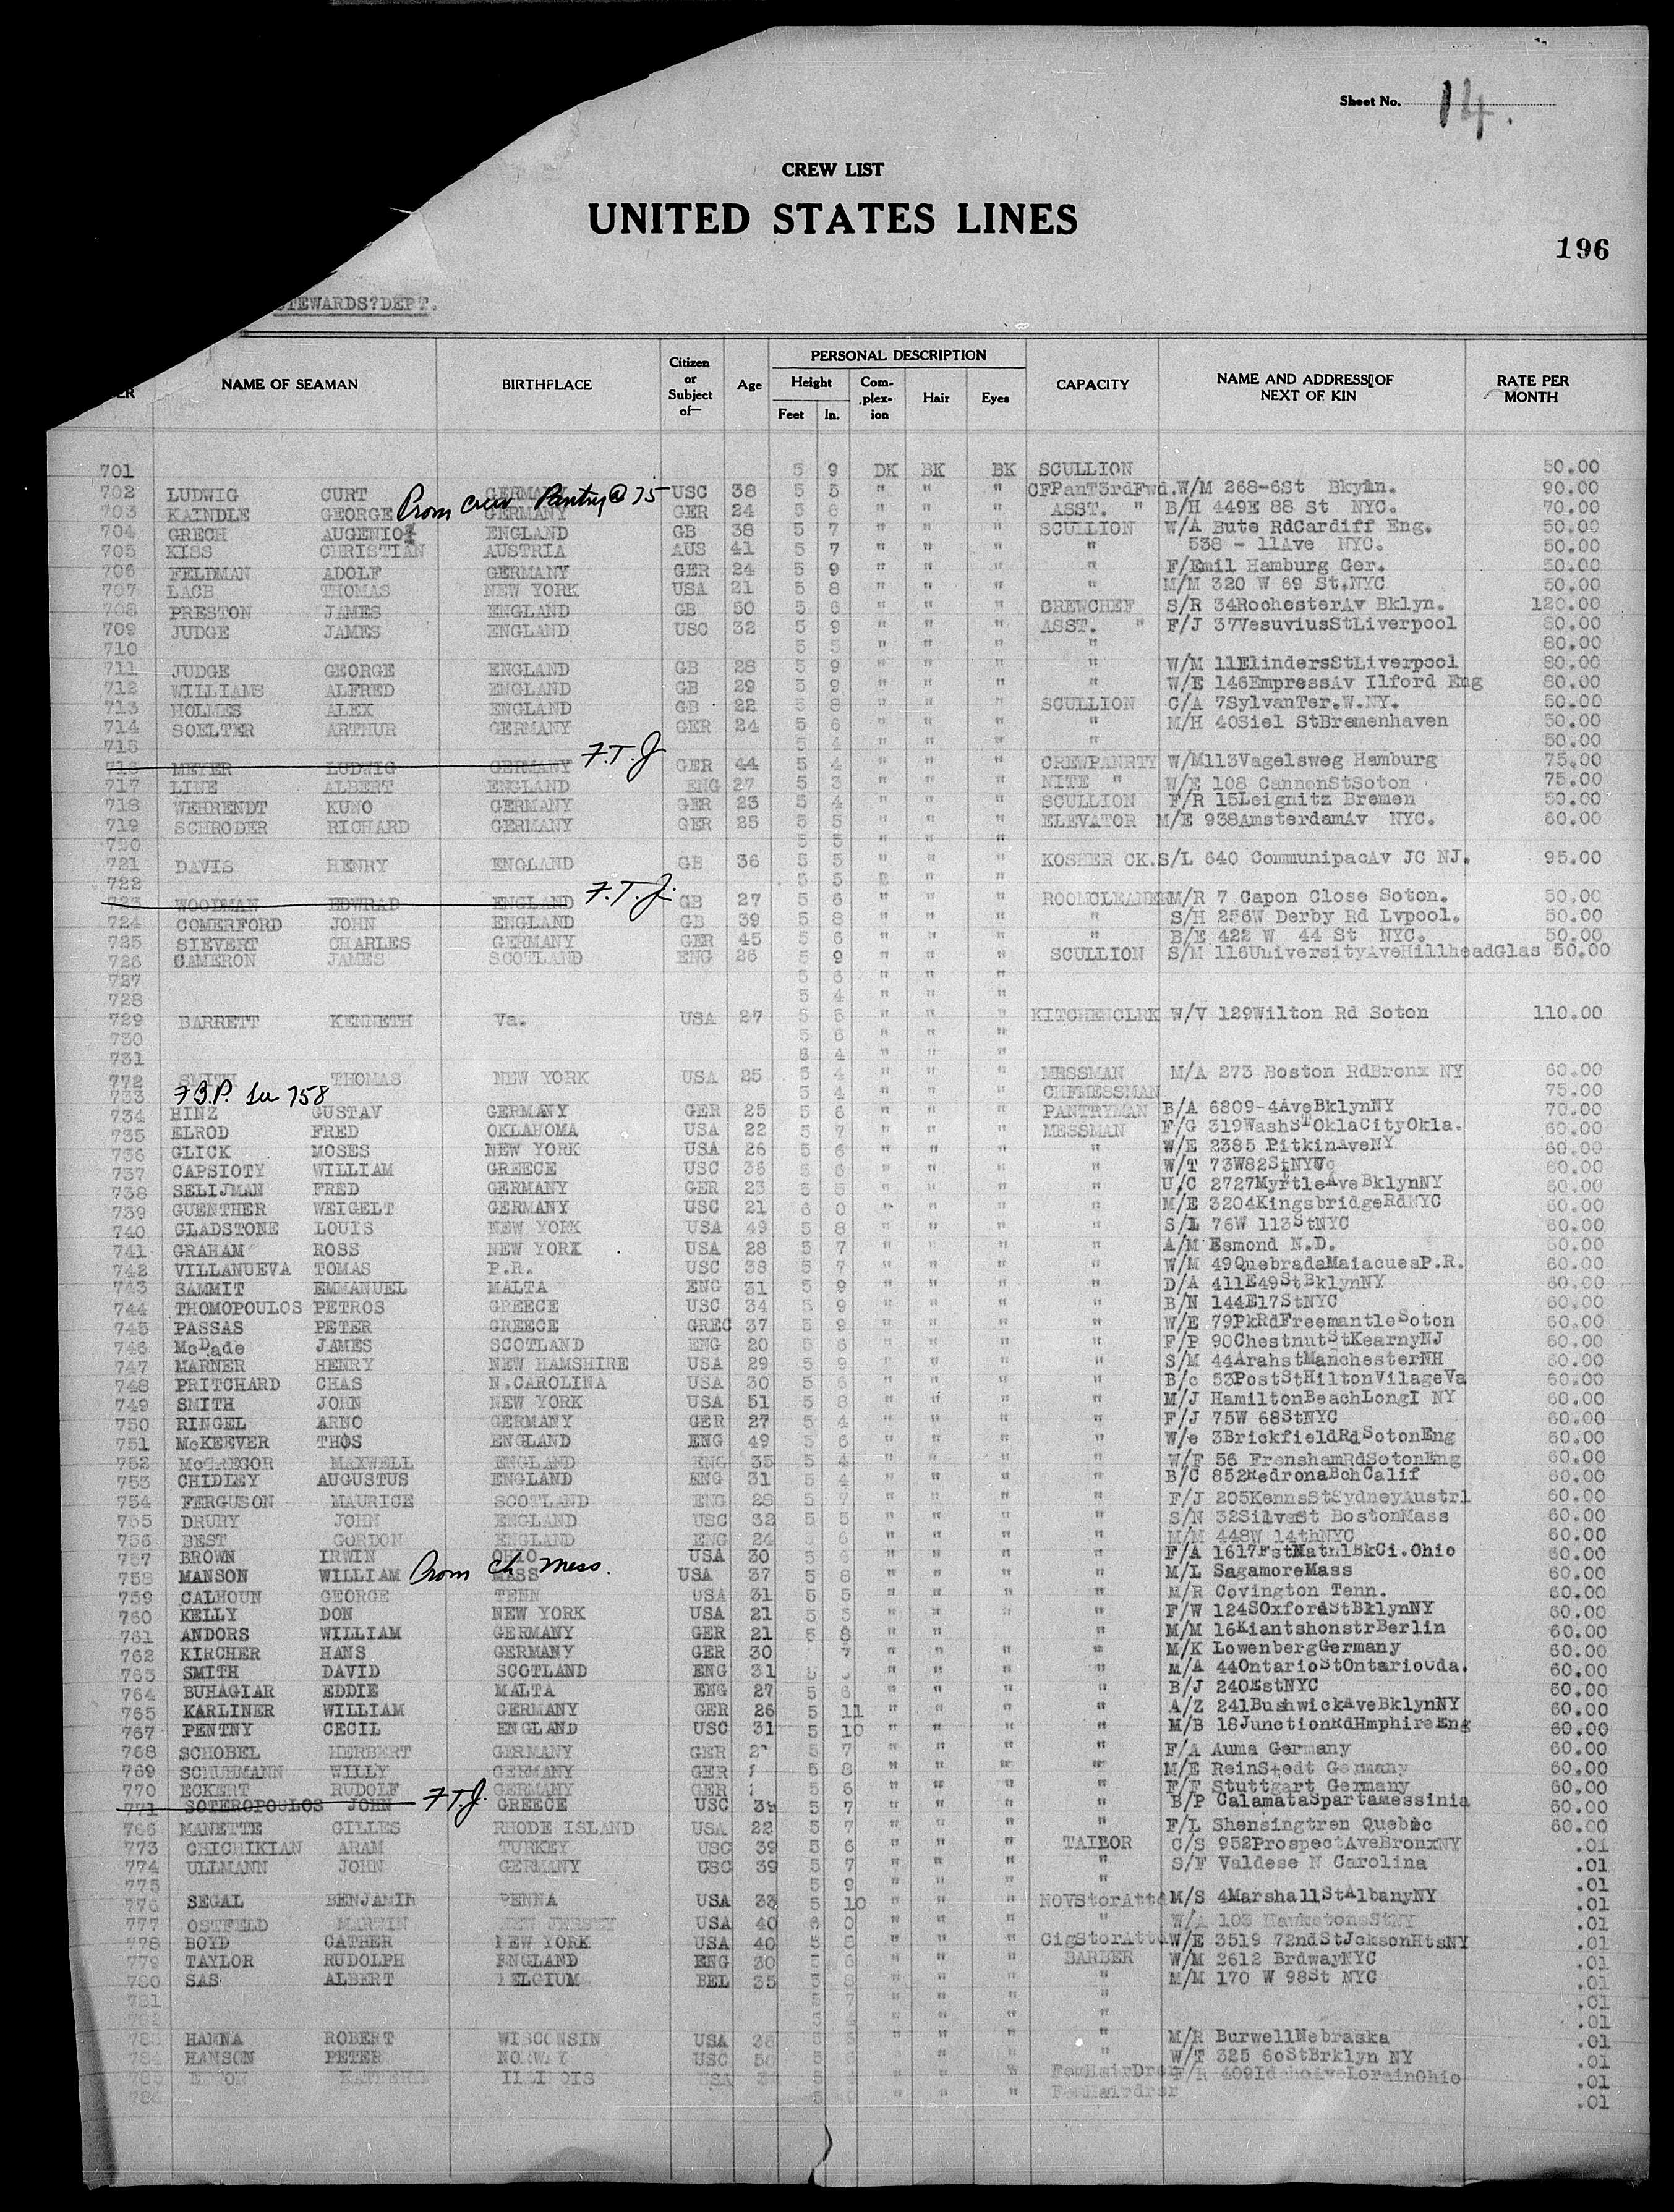 Sheet No. 14.
CREW LIST
UNITED STATES LINES
196
STEWARDS?DEPT.
NAME OF SEAMAN BIRTHPLACE Citizen or Subject of— Age PERSONAL DESCRIPTION Height Feet In. Com-plex-ion Hair Eyes CAPACITY NAME AND ADDRESS OF NEXT OF KIN RATE PER MONTH
701 5 9 DK BK BK SCULLION 50.00
702 LUDWIG CURT GERMANY Prom crew Pantry @ 75 USC 38 5 5 " " " CFPanT3rdFwd. W/M 268-6St Bkyln. 90.00
703 KAINDLE GEORGE GERMANY GER 24 5 6 " " " ASST. " B/H 449E 88 St NYC. 70.00
704 GRECH AUGENIO ENGLAND GB 38 5 7 " " " SCULLION W/A Bute RdCardiff Eng. 50.00
705 KISS CHRISTIAN AUSTRIA AUS 41 5 7 " " " " 538 - 11Ave NYC. 50.00
706 FELDMAN ADOLF GERMANY GER 24 5 9 " " " " F/Emil Hamburg Ger. 50.00
707 LACB THOMAS NEW YORK USA 21 5 8 " " " " M/M 320 W 69 St.NYC 50.00
708 PRESTON JAMES ENGLAND GB 50 5 6 " " " CREWCHEF S/R 34RochesterAv Bklyn. 120.00
709 JUDGE JAMES ENGLAND USC 32 5 9 " " " ASST. " F/J 37VesuviusStLiverpool 80.00
710 5 5 " " " " 80.00
711 JUDGE GEORGE ENGLAND GB 28 5 9 " " " " W/M 11ElindersStLiverpool 80.00
712 WILLIAMS ALFRED ENGLAND GB 29 5 9 " " " " W/E 146EmpressAv Ilford Eng 80.00
713 HOLMES ALEX ENGLAND GB 22 5 8 " " " SCULLION C/A 7SylvanTer.W.NY. 50.00
714 SOELTER ARTHUR GERMANY GER 24 5 6 " " " " M/H 40Siel StBremenhaven 50.00
715 5 4 " " " 50.00
716 MEYER LUDWIG GERMANY F.T.J GER 44 5 4 " " " CREWPANRTY W/M113Vagelsweg Hamburg 75.00
717 LINE ALBERT ENGLAND ENG 27 5 3 " " " NITE " W/E 108 CannonStSoton 75.00
718 WEHRENDT KUNO GERMANY GER 23 5 4 " " " SCULLION F/R 15Leignitz Bremen 50.00
719 SCHRODER RICHARD GERMANY GER 25 5 5 " " " ELEVATOR M/E 938AmsterdamAv NYC. 60.00
720 5 5 " " "
721 DAVIS HENRY ENGLAND GB 36 5 5 " " " KOSHER CK. S/L 640 CommunipacAv JC NJ. 95.00
722 5 5 " " "
723 WOODMAN EDWRAD ENGLAND F.T.J. GB 27 5 6 " " " ROOMCLEANER M/R 7 Capon Close Soton. 50.00
724 COMERFORD JOHN ENGLAND GB 39 5 8 " " " " S/H 256W Derby Rd Lvpool. 50.00
725 SIEVERT CHARLES GERMANY GER 45 5 6 " " " " B/E 422 W 44 St NYC. 50.00
726 CAMERON JAMES SCOTLAND ENG 26 5 9 " " " SCULLION S/M 116UniversityAveHillheadGlas 50.00
727 5 6 " " "
728 5 4 " " "
729 BARRETT KENNETH Va. USA 27 5 5 " " " KITCHENCLRK W/V 129Wilton Rd Soton 110.00
730 5 6 " " "
731 4 " " "
772 SMITH THOMAS NEW YORK USA 25 5 4 " " " MESSMAN M/A 273 Boston RdBronx NY 60.00
733 F.B.P. See 758 5 4 " " " CHFMESSMAN 75.00
734 HINZ GUSTAV GERMANY GER 25 5 6 " " " PANTRYMAN B/A 6809-4AveBklynNY 70.00
735 ELROD FRED OKLAHOMA USA 22 5 7 " " " MESSMAN F/G 319WashSTOklaCityOkla. 60.00
736 GLICK MOSES NEW YORK USA 26 5 6 " " " " W/E 2385 PitkinAveNY 60.00
737 CAPSIOTY WILLIAM GREECE USC 36 5 6 " " " " W/T 73W82StNYC 60.00
738 SELIJMAN FRED GERMANY GER 23 5 5 " " " " U/C 2727MyrtleAveBklynNY 60.00
739 GUENTHER WEIGELT GERMANY USC 21 6 0 " " " " M/E 3204KingsbridgeRdNYC 60.00
740 GLADSTONE LOUIS NEW YORK USA 49 5 8 " " " " S/L 76W 113StNYC 60.00
741 GRAHAM ROSS NEW YORK USA 28 5 7 " " " " A/M Esmond N.D. 60.00
742 VILLANUEVA TOMAS P.R. USC 38 5 7 " " " " W/M 49QuebradaMaiacuesP.R. 60.00
743 SAMMIT EMMANUEL MALTA ENG 31 5 9 " " " " D/A 411E49StBklynNY 60.00
744 THOMOPOULOS PETROS GREECE USC 34 5 9 " " " " B/N 144E17StNYC 60.00
745 PASSAS PETER GREECE GREC 37 5 9 " " " " W/E 79PkRdFreemantleSoton 60.00
746 McDade JAMES SCOTLAND ENG 20 5 6 " " " " F/P 90ChestnutStKearnyNJ 60.00
747 MARNER HENRY NEW HAMSHIRE USA 29 5 9 " " " " S/M 44ArahstManchesterNH 60.00
748 PRITCHARD CHAS N.CAROLINA USA 30 5 6 " " " " B/c 53PostStHiltonVilageVa 60.00
749 SMITH JOHN NEW YORK USA 51 5 8 " " " " M/J HamiltonBeachLongI NY 60.00
750 RINGEL ARNO GERMANY GER 27 5 4 " " " " F/J 75W 68StNYC 60.00
751 McKEEVER THOS ENGLAND ENG 49 5 6 " " " " W/e 3BrickfieldRdSotonEng 60.00
752 McGREGOR MAXWELL ENGLAND ENG 35 5 4 " " " " W/F 56 FrenshamRdSotonEng 60.00
753 CHIDLEY AUGUSTUS ENGLAND ENG 31 5 4 " " " " B/C 852RedronaBchCalif 60.00
754 FERGUSON MAURICE SCOTLAND ENG 28 5 7 " " " " F/J 205KennsStSydneyAustrl 60.00
755 DRURY JOHN ENGLAND USC 32 5 5 " " " " S/N 32SilveSt BostonMass 60.00
756 BEST GORDON ENGLAND ENG 24 6 " " " " M/M 448W 14thNYC 60.00
757 BROWN IRWIN OHIO USA 30 5 6 " " " " F/A 1617FstNatnlBkCi.Ohio 60.00
758 MANSON WILLIAM MASS Prom Ch Mess. USA 37 5 8 " " " " M/L SagamoreMass 60.00
759 CALHOUN GEORGE TENN USA 31 5 5 " " " " M/R Covington Tenn. 60.00
760 KELLY DON NEW YORK USA 21 5 5 " " " " F/W 124SOxfordStBklynNY 60.00
761 ANDORS WILLIAM GERMANY GER 21 5 8 " " " M/M 16KiantshonstrBerlin 60.00
762 KIRCHER HANS GERMANY GER 30 7 " " " " M/K LowenbergGermany 60.00
763 SMITH DAVID SCOTLAND ENG 31 " " " " M/A 44OntarioStOntarioCda. 60.00
764 BUHAGIAR EDDIE MALTA ENG 27 5 6 " " " " B/J 240EstNYC 60.00
765 KARLINER WILLIAM GERMANY GER 26 5 11 " " " " A/Z 241BushwickAveBklynNY 60.00
767 PENTNY CECIL ENGLAND USC 31 5 10 " " " " M/B 18JunctionRdHmphireEng 60.00
768 SCHOBEL HERBERT GERMANY GER 5 7 " " " " F/A Auma Germany 60.00
769 SCHUHMANN WILLY GERMANY GER 5 8 " " " " M/E ReinStedt Germany 60.00
770 ECKERT RUDOLF GERMANY GER 5 6 " " " " F/F Stuttgart Germany 60.00
771 SOTEROPOULOS JOHN F.T.J. GREECE USC 39 5 7 " " " " B/P CalamataSpartamessinia 60.00
766 MANETTE GILLES RHODE ISLAND USA 22 5 7 " " " F/L Shensingtren Quebec 60.00
773 CHICHIKIAN ARAM TURKEY USC 39 5 6 " " " TAILOR C/S 952ProspectAveBronxNY .01
774 ULLMANN JOHN GERMANY USC 39 5 7 " " " " S/F Valdese N Carolina .01
775 5 9 " " " .01
776 SEGAL BENJAMIN PENNA USA 33 5 10 " " " NOVStorAttd M/S 4MarshallStAlbanyNY .01
777 OSTFELD MARWIN NEW JERSEY USA 40 6 0 " " " " W/A 103 HawkstoneStNY .01
778 BOYD CATHER NEW YORK USA 40 5 5 " " " CigStorAttd W/E 3519 72ndStJcksonHtsNY .01
779 TAYLOR RUDOLPH ENGLAND ENG 30 5 6 " " " BARBER W/M 2612 BrdwayNYC .01
780 SAS ALBERT BELGIUM BEL 35 5 8 " " " " M/M 170 W 98St NYC .01
781 5 7 " " " " .01
782 5 " " " " .01
783 HANNA ROBERT WISCONSIN USA 5 " " " " M/R BurwellNebraska .01
784 HANSON PETER NORWAY USC 50 5 6 " " " W/T 325 60StBrklyn NY .01
785 ILLINOIS USA 5 " " " FemHairDrer .01
786 5 " " " FemHairdrsr .01